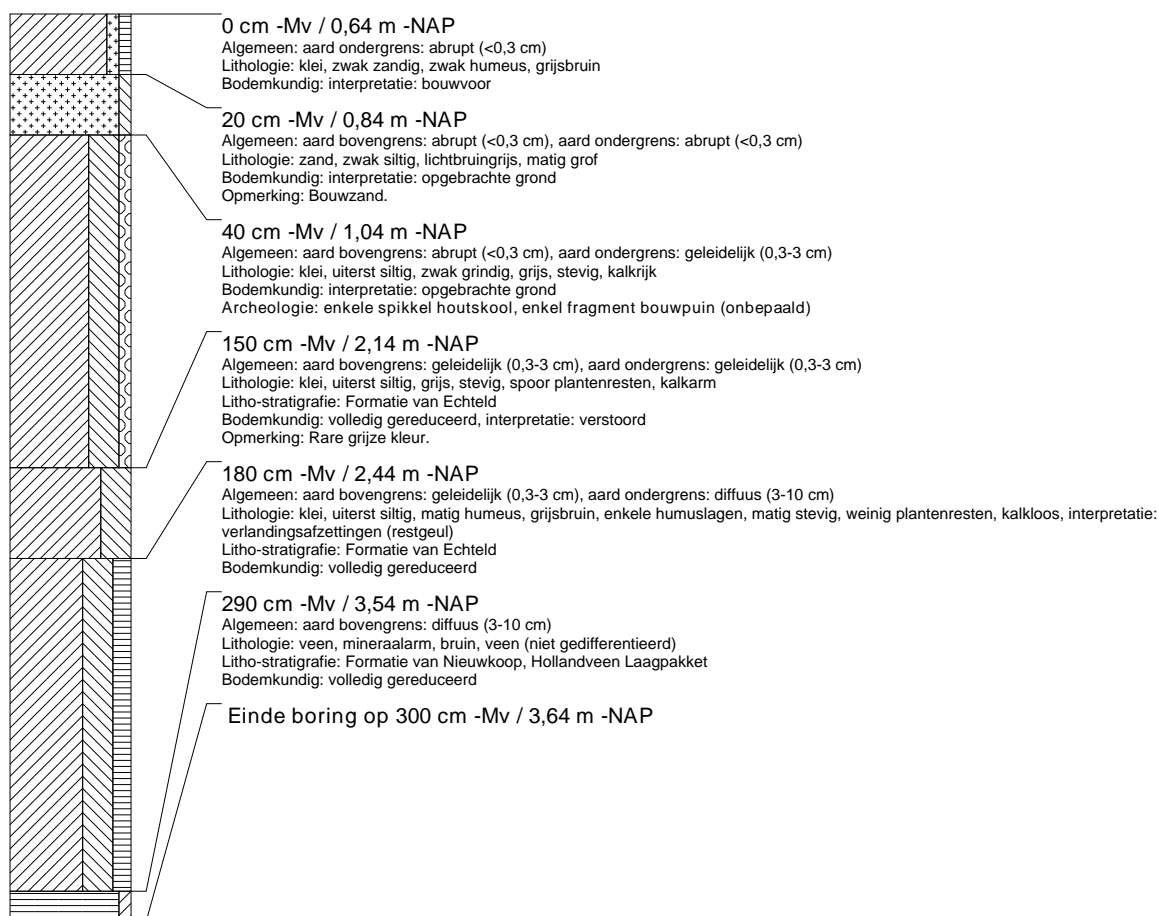 0 cm -Mv / 0,64 m -NAP
Algemeen: aard ondergrens: abrupt (<0,3 cm)
Lithologie: klei, zwak zandig, zwak humeus, grijsbruin
Bodemkundig: interpretatie: bouwvoor
20 cm -Mv / 0,84 m -NAP
Algemeen: aard bovengrens: abrupt (<0,3 cm), aard ondergrens: abrupt (<0,3 cm)
Lithologie: zand, zwak siltig, lichtbruingrijs, matig grof
Bodemkundig: interpretatie: opgebrachte grond
Opmerking: Bouwzand.
40 cm -Mv / 1,04 m -NAP
Algemeen: aard bovengrens: abrupt (<0,3 cm), aard ondergrens: geleidelijk (0,3-3 cm)
Lithologie: klei, uiterst siltig, zwak grindig, grijs, stevig, kalkrijk
Bodemkundig: interpretatie: opgebrachte grond
Archeologie: enkele spikkel houtskool, enkel fragment bouwpuin (onbepaald)
150 cm -Mv / 2,14 m -NAP
Algemeen: aard bovengrens: geleidelijk (0,3-3 cm), aard ondergrens: geleidelijk (0,3-3 cm)
Lithologie: klei, uiterst siltig, grijs, stevig, spoor plantenresten, kalkarm
Litho-stratigrafie: Formatie van Echteld
Bodemkundig: volledig gereduceerd, interpretatie: verstoord
Opmerking: Rare grijze kleur.
180 cm -Mv / 2,44 m -NAP
Algemeen: aard bovengrens: geleidelijk (0,3-3 cm), aard ondergrens: diffuus (3-10 cm)
Lithologie: klei, uiterst siltig, matig humeus, grijsbruin, enkele humuslagen, matig stevig, weinig plantenresten, kalkloos, interpretatie:
verlandingsafzettingen (restgeul)
Litho-stratigrafie: Formatie van Echteld
Bodemkundig: volledig gereduceerd
290 cm -Mv / 3,54 m -NAP
Algemeen: aard bovengrens: diffuus (3-10 cm)
Lithologie: veen, mineraalarm, bruin, veen (niet gedifferentieerd)
Litho-stratigrafie: Formatie van Nieuwkoop, Hollandveen Laagpakket
Bodemkundig: volledig gereduceerd
Einde boring op 300 cm -Mv / 3,64 m -NAP